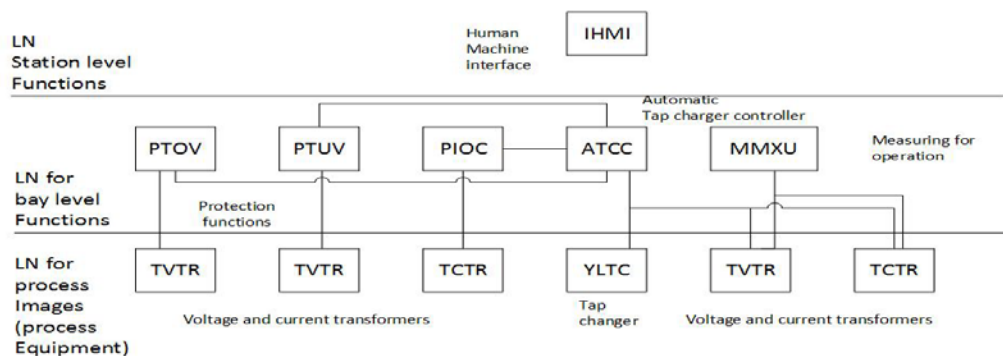 LN
Station level
Functions
Human
Machine
interface
IHMI
Automatic
Tap charger controller
PTOV
PTUV
PIOC
ATCC
MMXU
Measuring for
operation
LN for
bay level
Functions
Protection
functions
LN for
process
Images
(process
Equipment)
TVTR
TVTR
TCTR
YLTC
TVTR
TCTR
Voltage and current transformers
Tap
changer
Voltage and current transformers